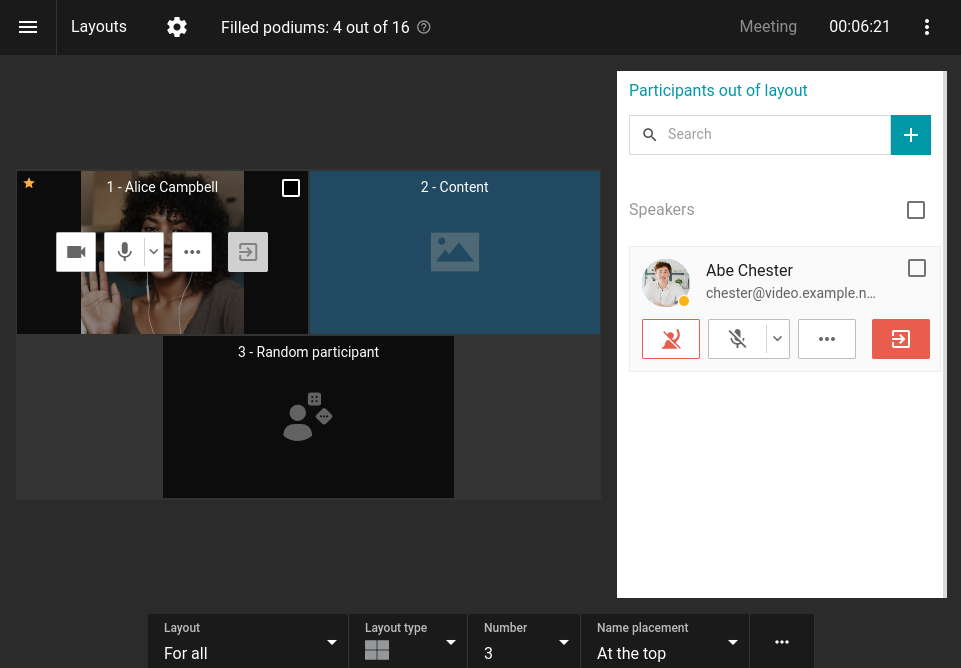 Layouts
Filled podiums: 4 out of 16
Meeting
00:06:21
Participants out of layout
Search
Speakers
Abe Chester
chester@video.example.n...
1 - Alice Campbell
2 - Content
3 - Random participant
Layout
For all
Layout type
Number
3
Name placement
At the top